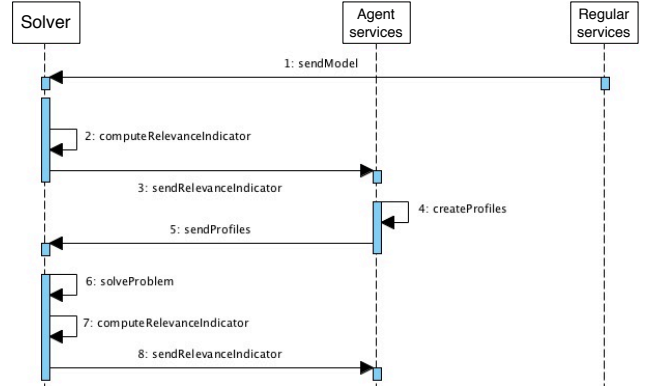 Solver
Agent
services
Regular
services
1: sendModel
2: computeRelevanceIndicator
3: sendRelevanceIndicator
4: createProfiles
5: sendProfiles
6: solveProblem
7: computeRelevanceIndicator
8: sendRelevanceIndicator